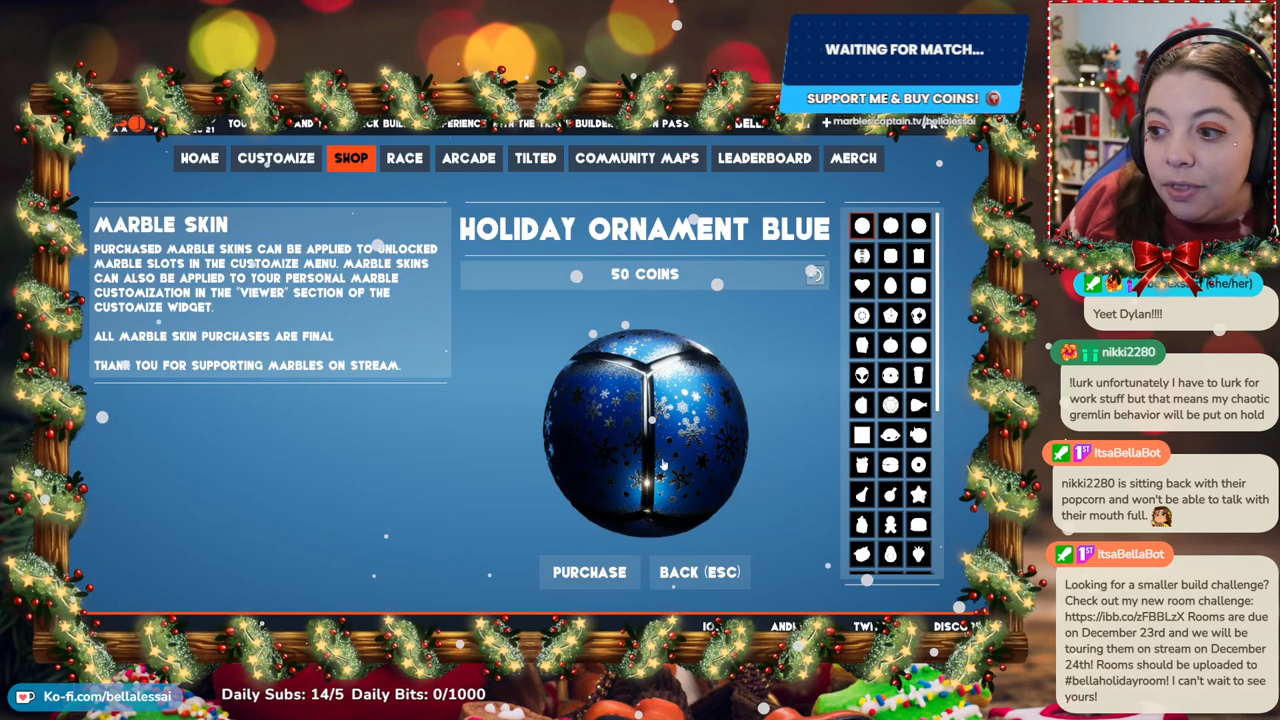 WAITING FOR MATCH...
SUPPORT ME & BUY COINS!
+ marbles.captain.tv/bellalessai
HOME
CUSTOMIZE
SHOP
RACE
ARCADE
TILTED
COMMUNITY MAPS
LEADERBOARD
MERCH
MARBLE SKIN
PURCHASED MARBLE SKINS CAN BE APPLIED TO UNLOCKED
MARBLE SLOTS IN THE CUSTOMIZE MENU. MARBLE SKINS
CAN ALSO BE APPLIED TO YOUR PERSONAL MARBLE
CUSTOMIZATION IN THE "VIEWER" SECTION OF THE
CUSTOMIZE WIDGET.
ALL MARBLE SKIN PURCHASES ARE FINAL
THANK YOU FOR SUPPORTING MARBLES ON STREAM.
HOLIDAY ORNAMENT BLUE
50 COINS
PURCHASE
BACK (ESC)
(she/her)
Yeet Dylan!!!!
nikki2280
!lurk unfortunately I have to lurk for
work stuff but that means my chaotic
gremlin behavior will be put on hold
1ST ItsaBellaBot
nikki2280 is sitting back with their
popcorn and won't be able to talk with
their mouth full.
1ST ItsaBellaBot
Looking for a smaller build challenge?
Check out my new room challenge:
https://ibb.co/zFBBLzX Rooms are due
on December 23rd and we will be
touring them on stream on December
24th! Rooms should be uploaded to
#bellaholidayroom! I can't wait to see
yours!
Ko-fi.com/bellalessai
Daily Subs: 14/5 Daily Bits: 0/1000